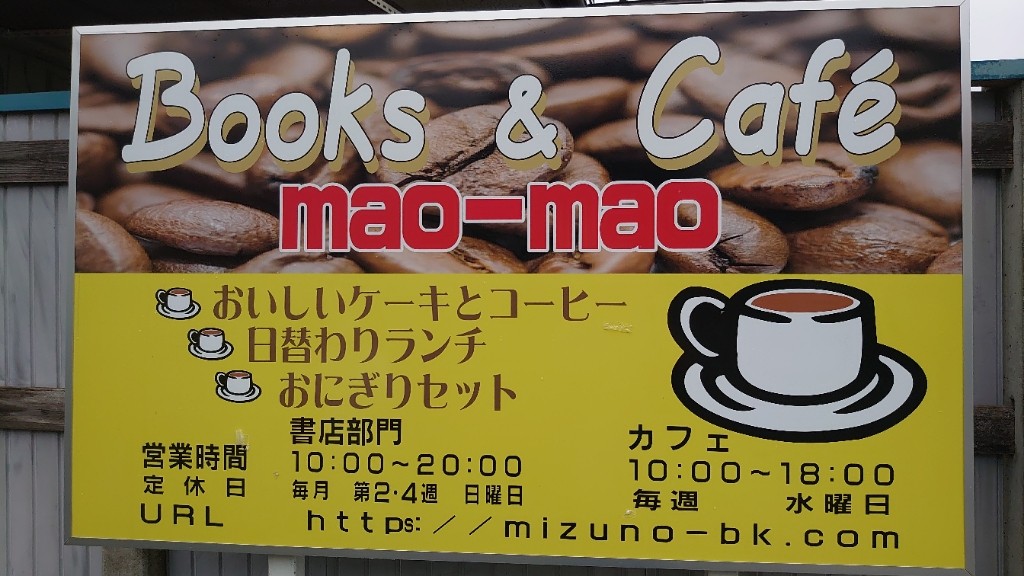 Books & Café
mao-mao
おいしいケーキとコーヒー
日替わりランチ
おにぎりセット
書店部門 カフェ
営業時間 10:00～20:00 10:00～18:00
定休日 毎月 第2・4週 日曜日 毎週 水曜日
URL https://mizuno-bk.com